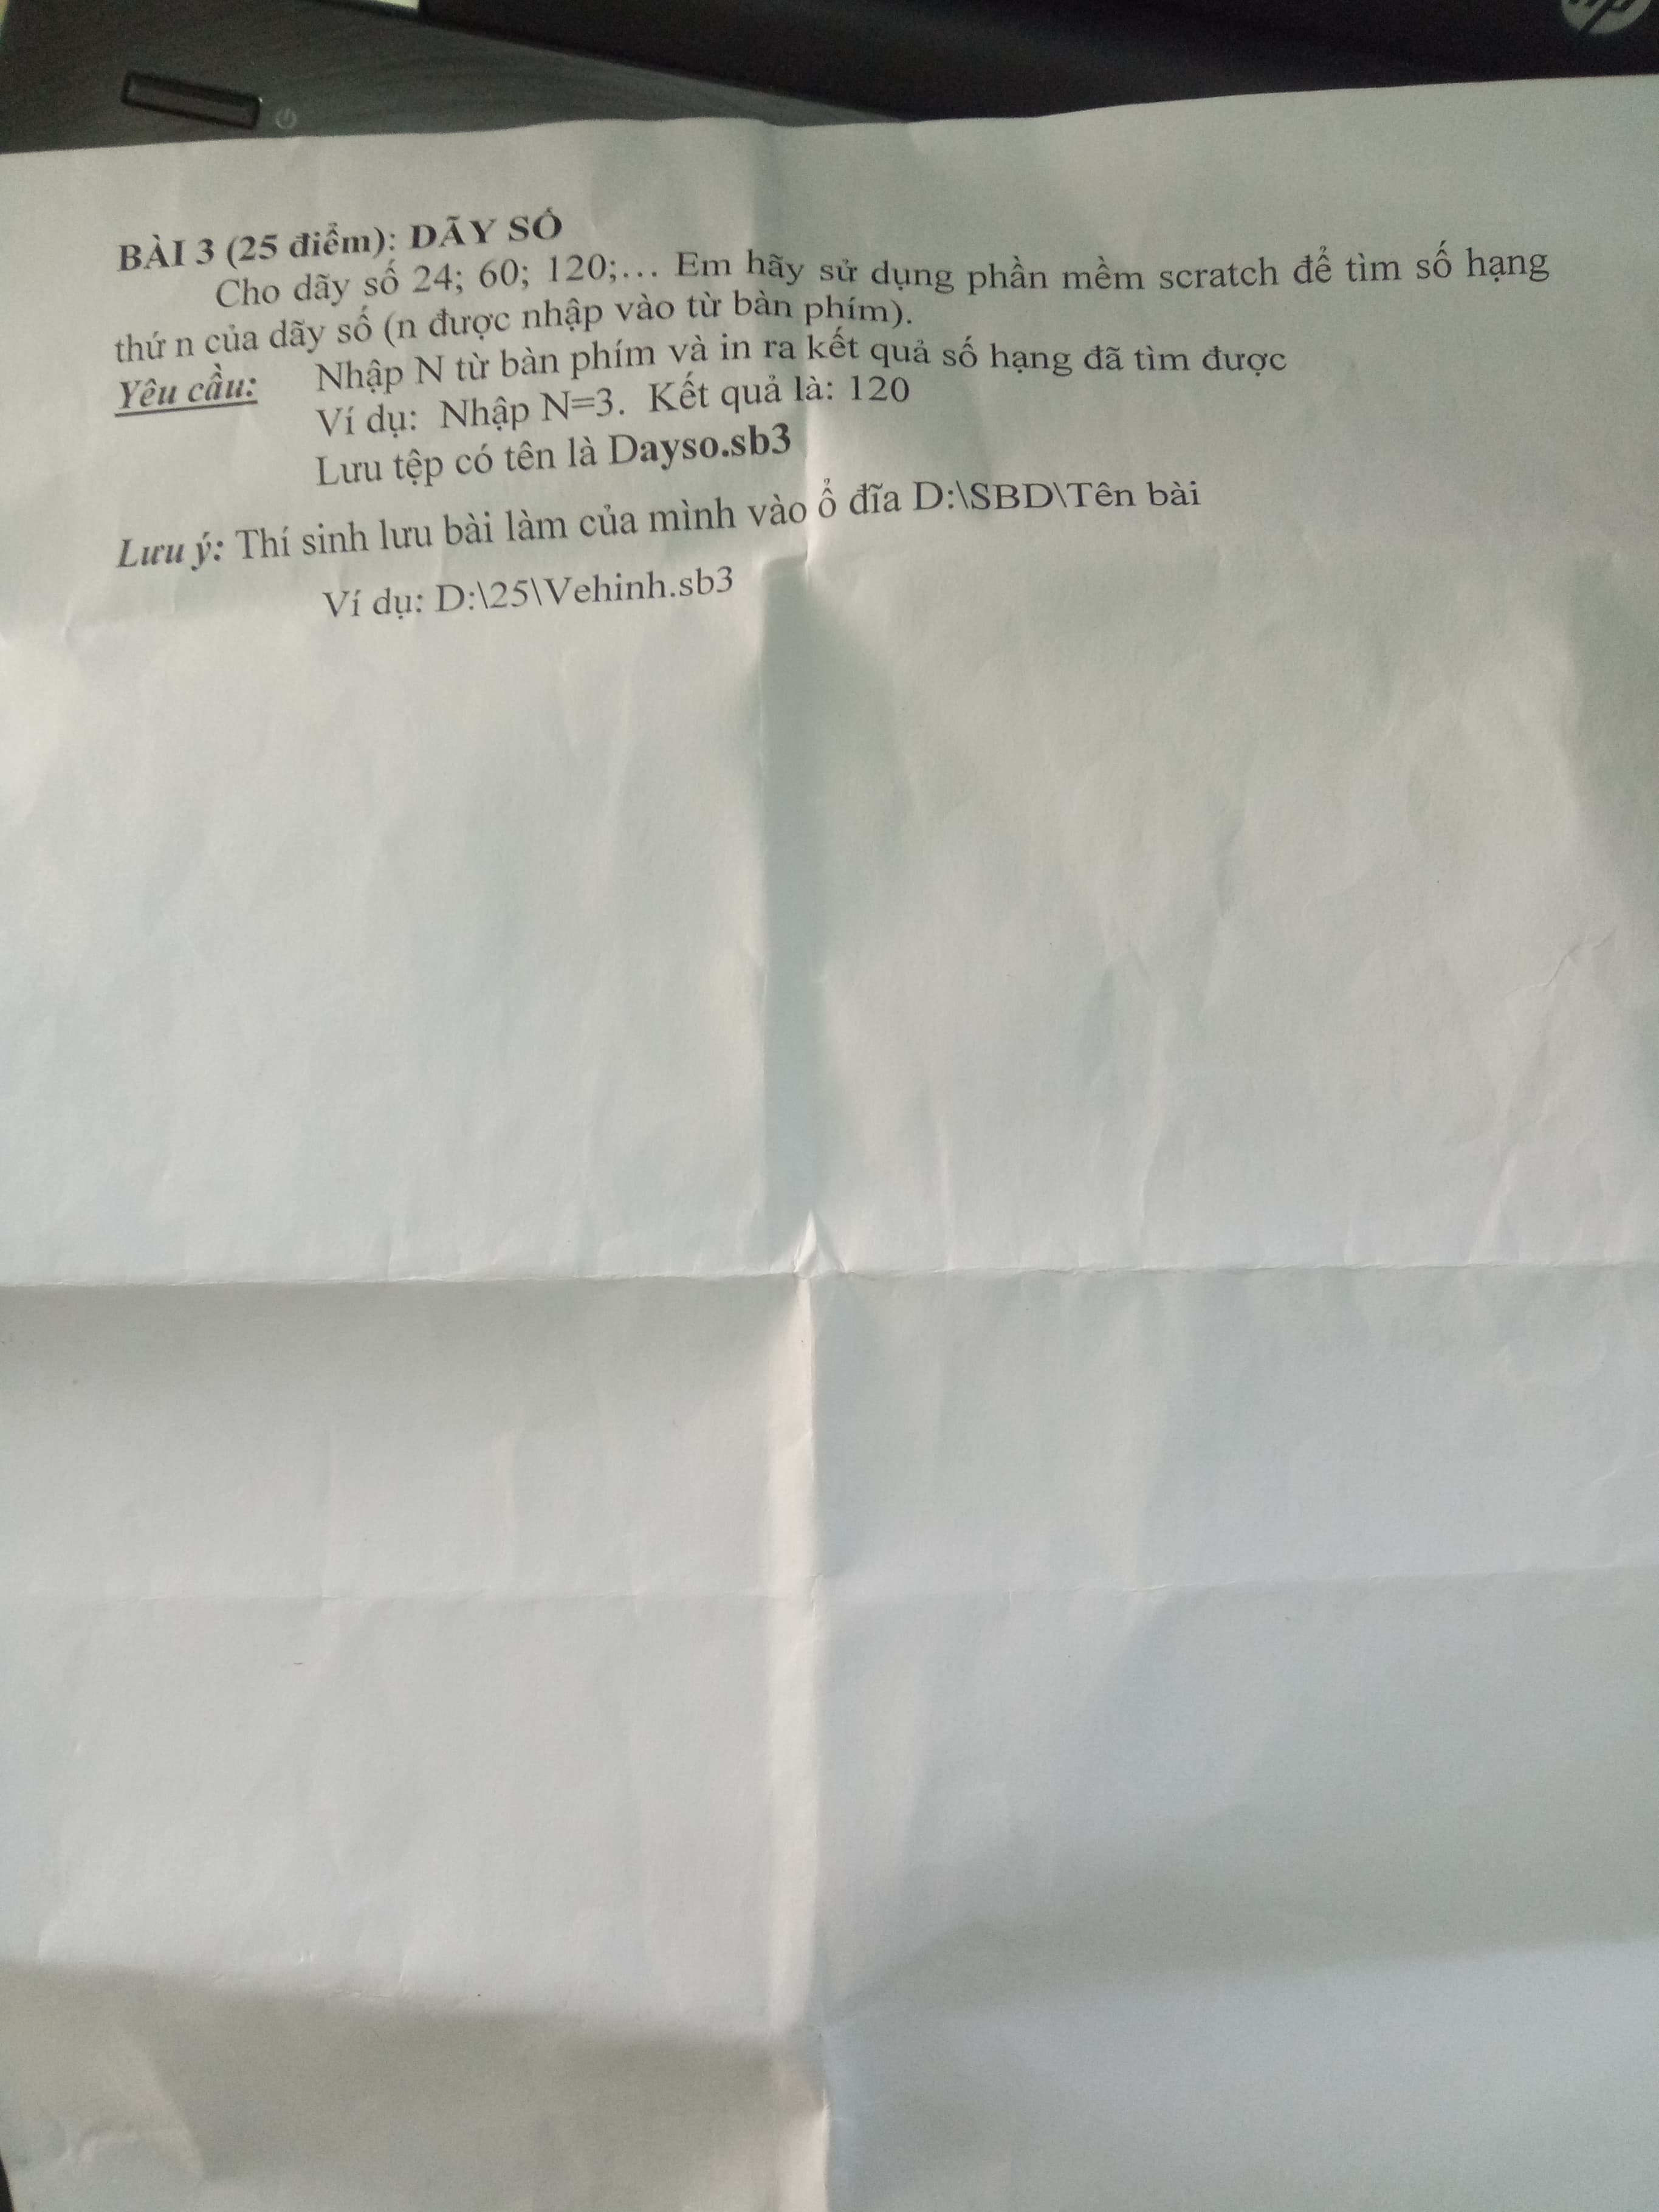 hp
BÀI 3 (25 điểm): DÃY SỐ
Cho dãy số 24; 60; 120;... Em hãy sử dụng phần mềm scratch để tìm số hạng
thứ n của dãy số (n được nhập vào từ bàn phím).
Yêu cầu: Nhập N từ bàn phím và in ra kết quả số hạng đã tìm được
Ví dụ: Nhập N=3. Kết quả là: 120
Lưu tệp có tên là Dayso.sb3
Lưu ý: Thí sinh lưu bài làm của mình vào ổ đĩa D:\SBD\Tên bài
Ví dụ: D:\25\Vehinh.sb3